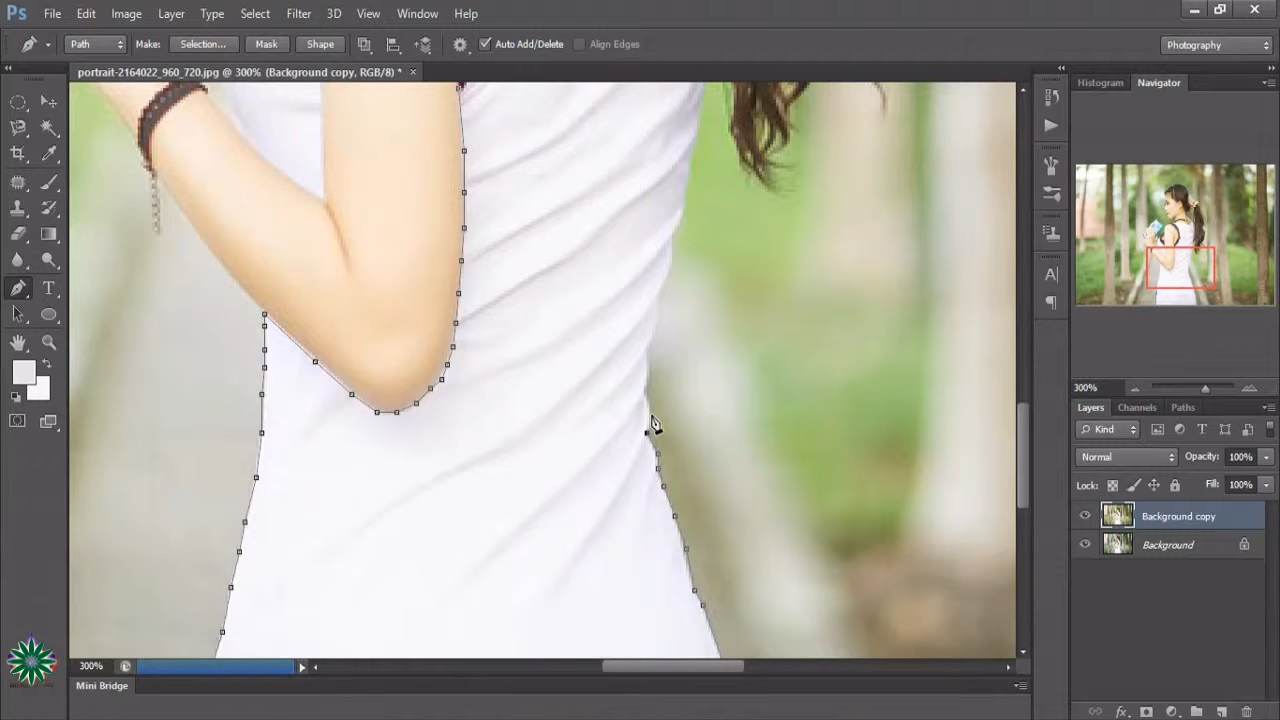 Ps File Edit Image Layer Type Select Filter 3D View Window Help
Path Make: Selection... Mask Shape Auto Add/Delete Align Edges Photography
portrait-2164022_960_720.jpg @ 300% (Background copy, RGB/8) * ×
Histogram Navigator
300%
Layers Channels Paths
Kind
Normal Opacity: 100%
Lock: Fill: 100%
Background copy
Background
300%
Mini Bridge